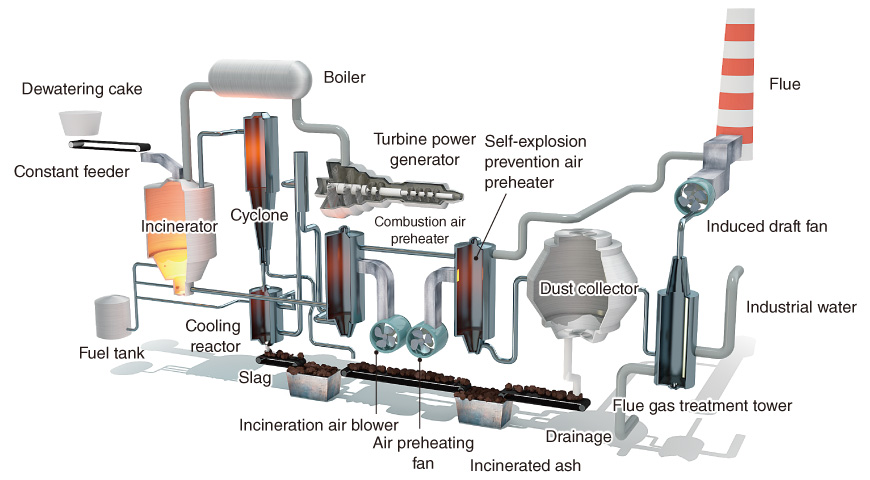 Dewatering cake
Boiler
Flue
Constant feeder
Turbine power
generator
Self-explosion
prevention air
preheater
Incinerator
Cyclone
Combustion air
preheater
Induced draft fan
Dust collector
Industrial water
Fuel tank
Cooling
reactor
Slag
Flue gas treatment tower
Incineration air blower
Air preheating
fan
Drainage
Incinerated ash